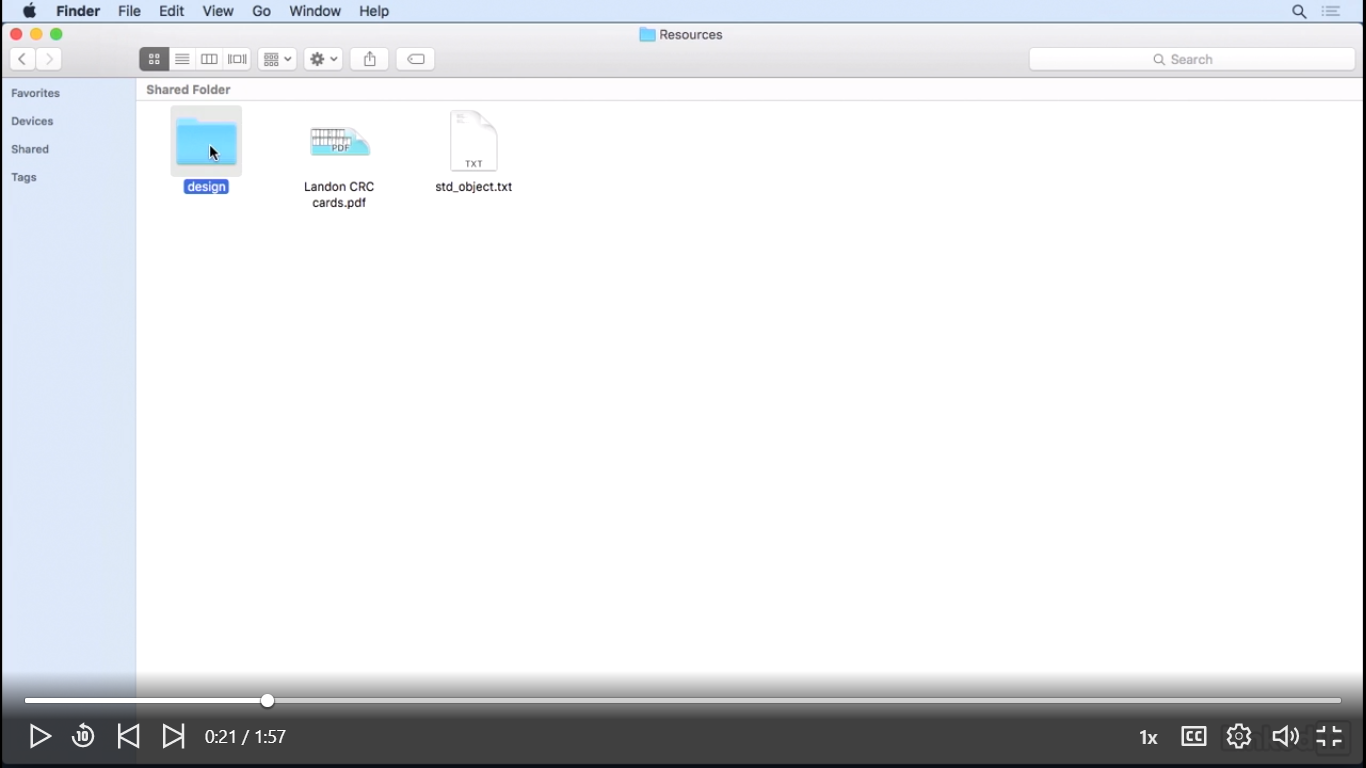 Finder File Edit View Go Window Help
Resources
Search
Favorites
Shared Folder
Devices
Shared
Tags
PDF
TXT
design
Landon CRC
cards.pdf
std_object.txt
10
0:21 / 1:57
1x
CC